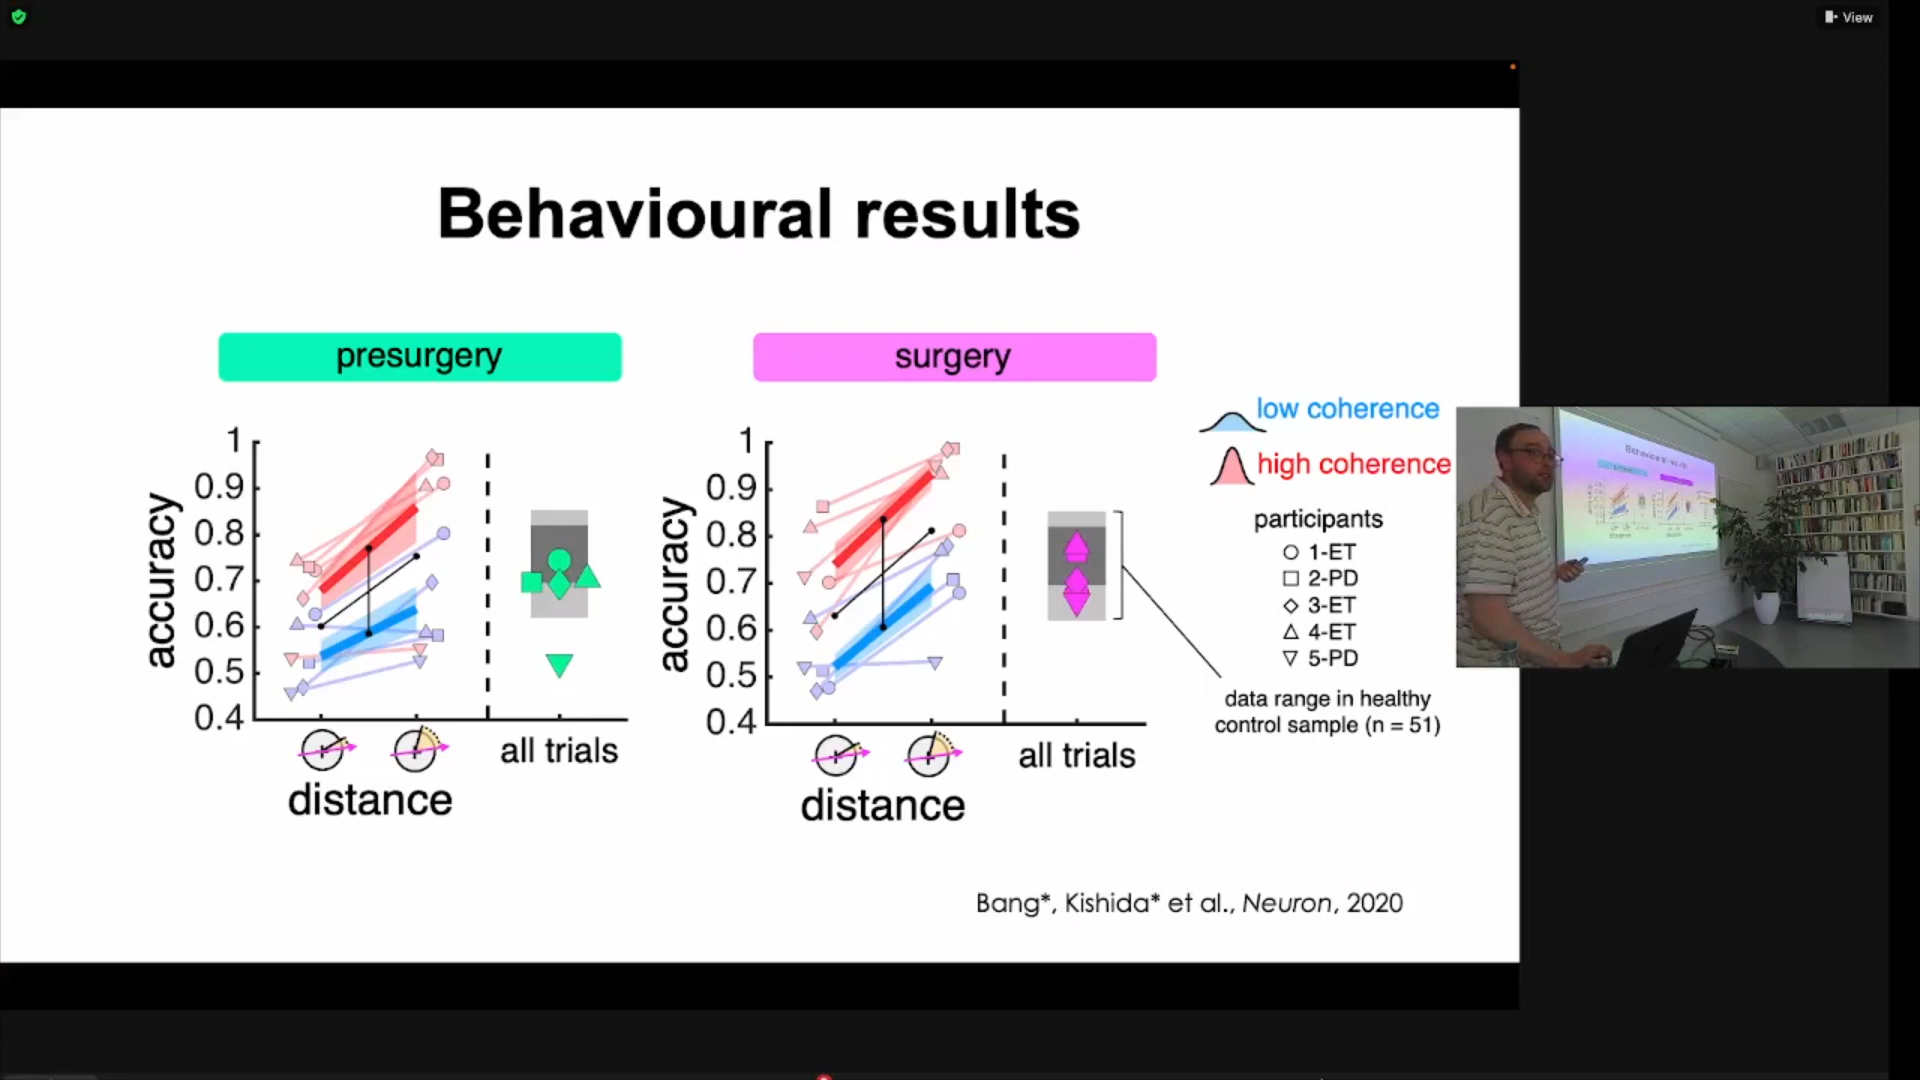 View
Behavioural results
presurgery
surgery
accuracy
1
0.9
0.8
0.7
0.6
0.5
0.4
distance
all trials
accuracy
1
0.9
0.8
0.7
0.6
0.5
0.4
distance
all trials
low coherence
high coherence
participants
1-ET
2-PD
3-ET
4-ET
5-PD
data range in healthy
control sample (n = 51)
Bang*, Kishida* et al., Neuron, 2020
Behavioural results